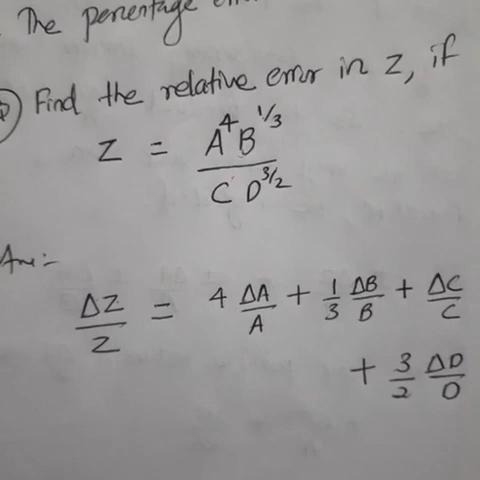 The percentage
Find the relative error in Z, if
Z = A^4 B^1/3 / C D^3/2
Ans:-
ΔZ/Z = 4 ΔA/A + 1/3 ΔB/B + ΔC/C
+ 3/2 ΔD/D